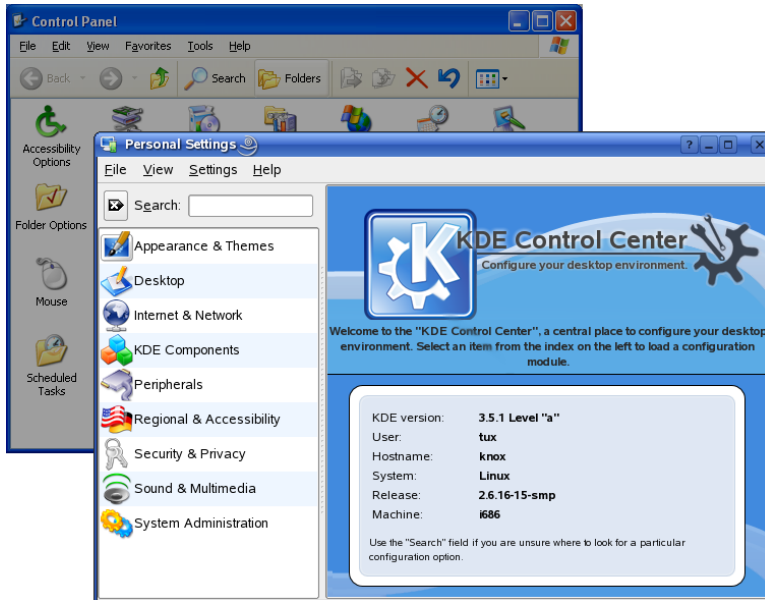 Control Panel
File Edit View Favorites Tools Help
Back Search Folders
Accessibility
Options
Folder Options
Mouse
Scheduled
Tasks
Personal Settings
File View Settings Help
Search:
Appearance & Themes
Desktop
Internet & Network
KDE Components
Peripherals
Regional & Accessibility
Security & Privacy
Sound & Multimedia
System Administration
KDE Control Center
Configure your desktop environment.
Welcome to the "KDE Control Center", a central place to configure your desktop
environment. Select an item from the index on the left to load a configuration
module.
KDE version: 3.5.1 Level "a"
User: tux
Hostname: knox
System: Linux
Release: 2.6.16-15-smp
Machine: i686
Use the "Search" field if you are unsure where to look for a particular
configuration option.